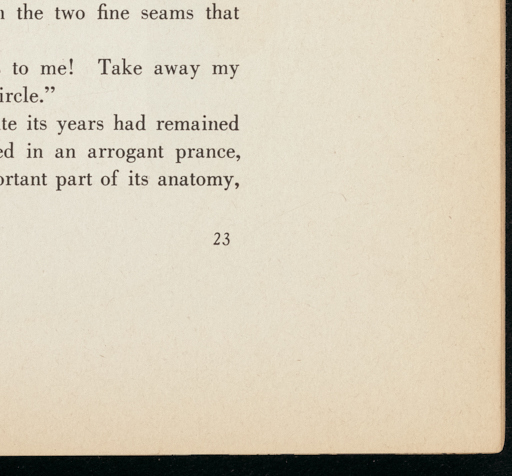 the two fine seams that
to me! Take away my
ircle.”
te its years had remained
ed in an arrogant prance,
ortant part of its anatomy,
23